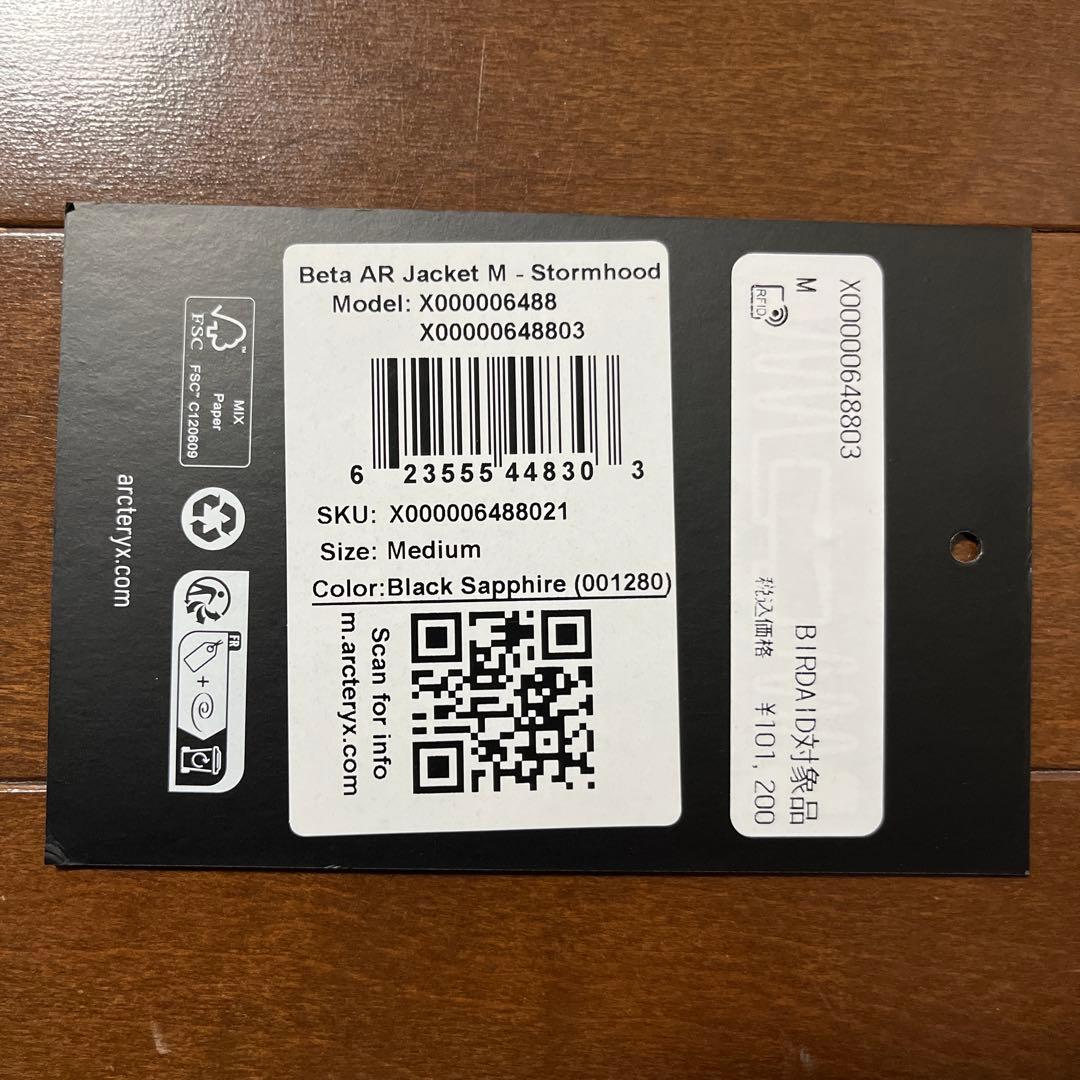 Beta AR Jacket M - Stormhood
Model: X000006488
X00000648803
6 23555 44830 3
SKU: X000006488021
Size: Medium
Color:Black Sapphire (001280)
Scan for info
m.arcteryx.com
X00000648803
M
RFID
BIRDAID対象品
税込価格 ¥101,200
FSC™
MIX
Paper
FSC™ C120609
FR
+
arcteryx.com